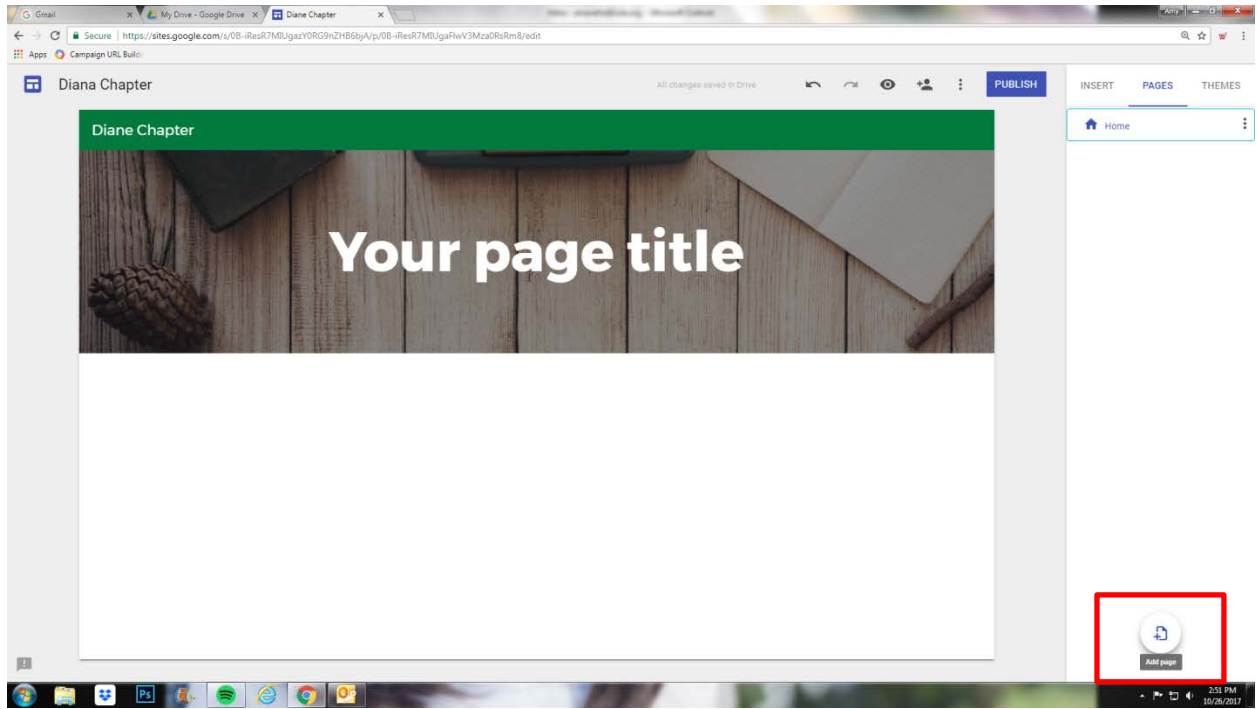 Gmail
My Drive - Google Drive
Diane Chapter
Amy
Secure
https://sites.google.com/s/0B-iResR7MlUgazY0RG9nZHB6bjA/p/0B-iResR7MlUgaFlwV3Mza0RsRm8/edit
Apps
Campaign URL Build
Diana Chapter
All changes saved in Drive
PUBLISH
INSERT
PAGES
THEMES
Diane Chapter
Home
Your page title
Add page
Ps
2:51 PM
10/26/2017